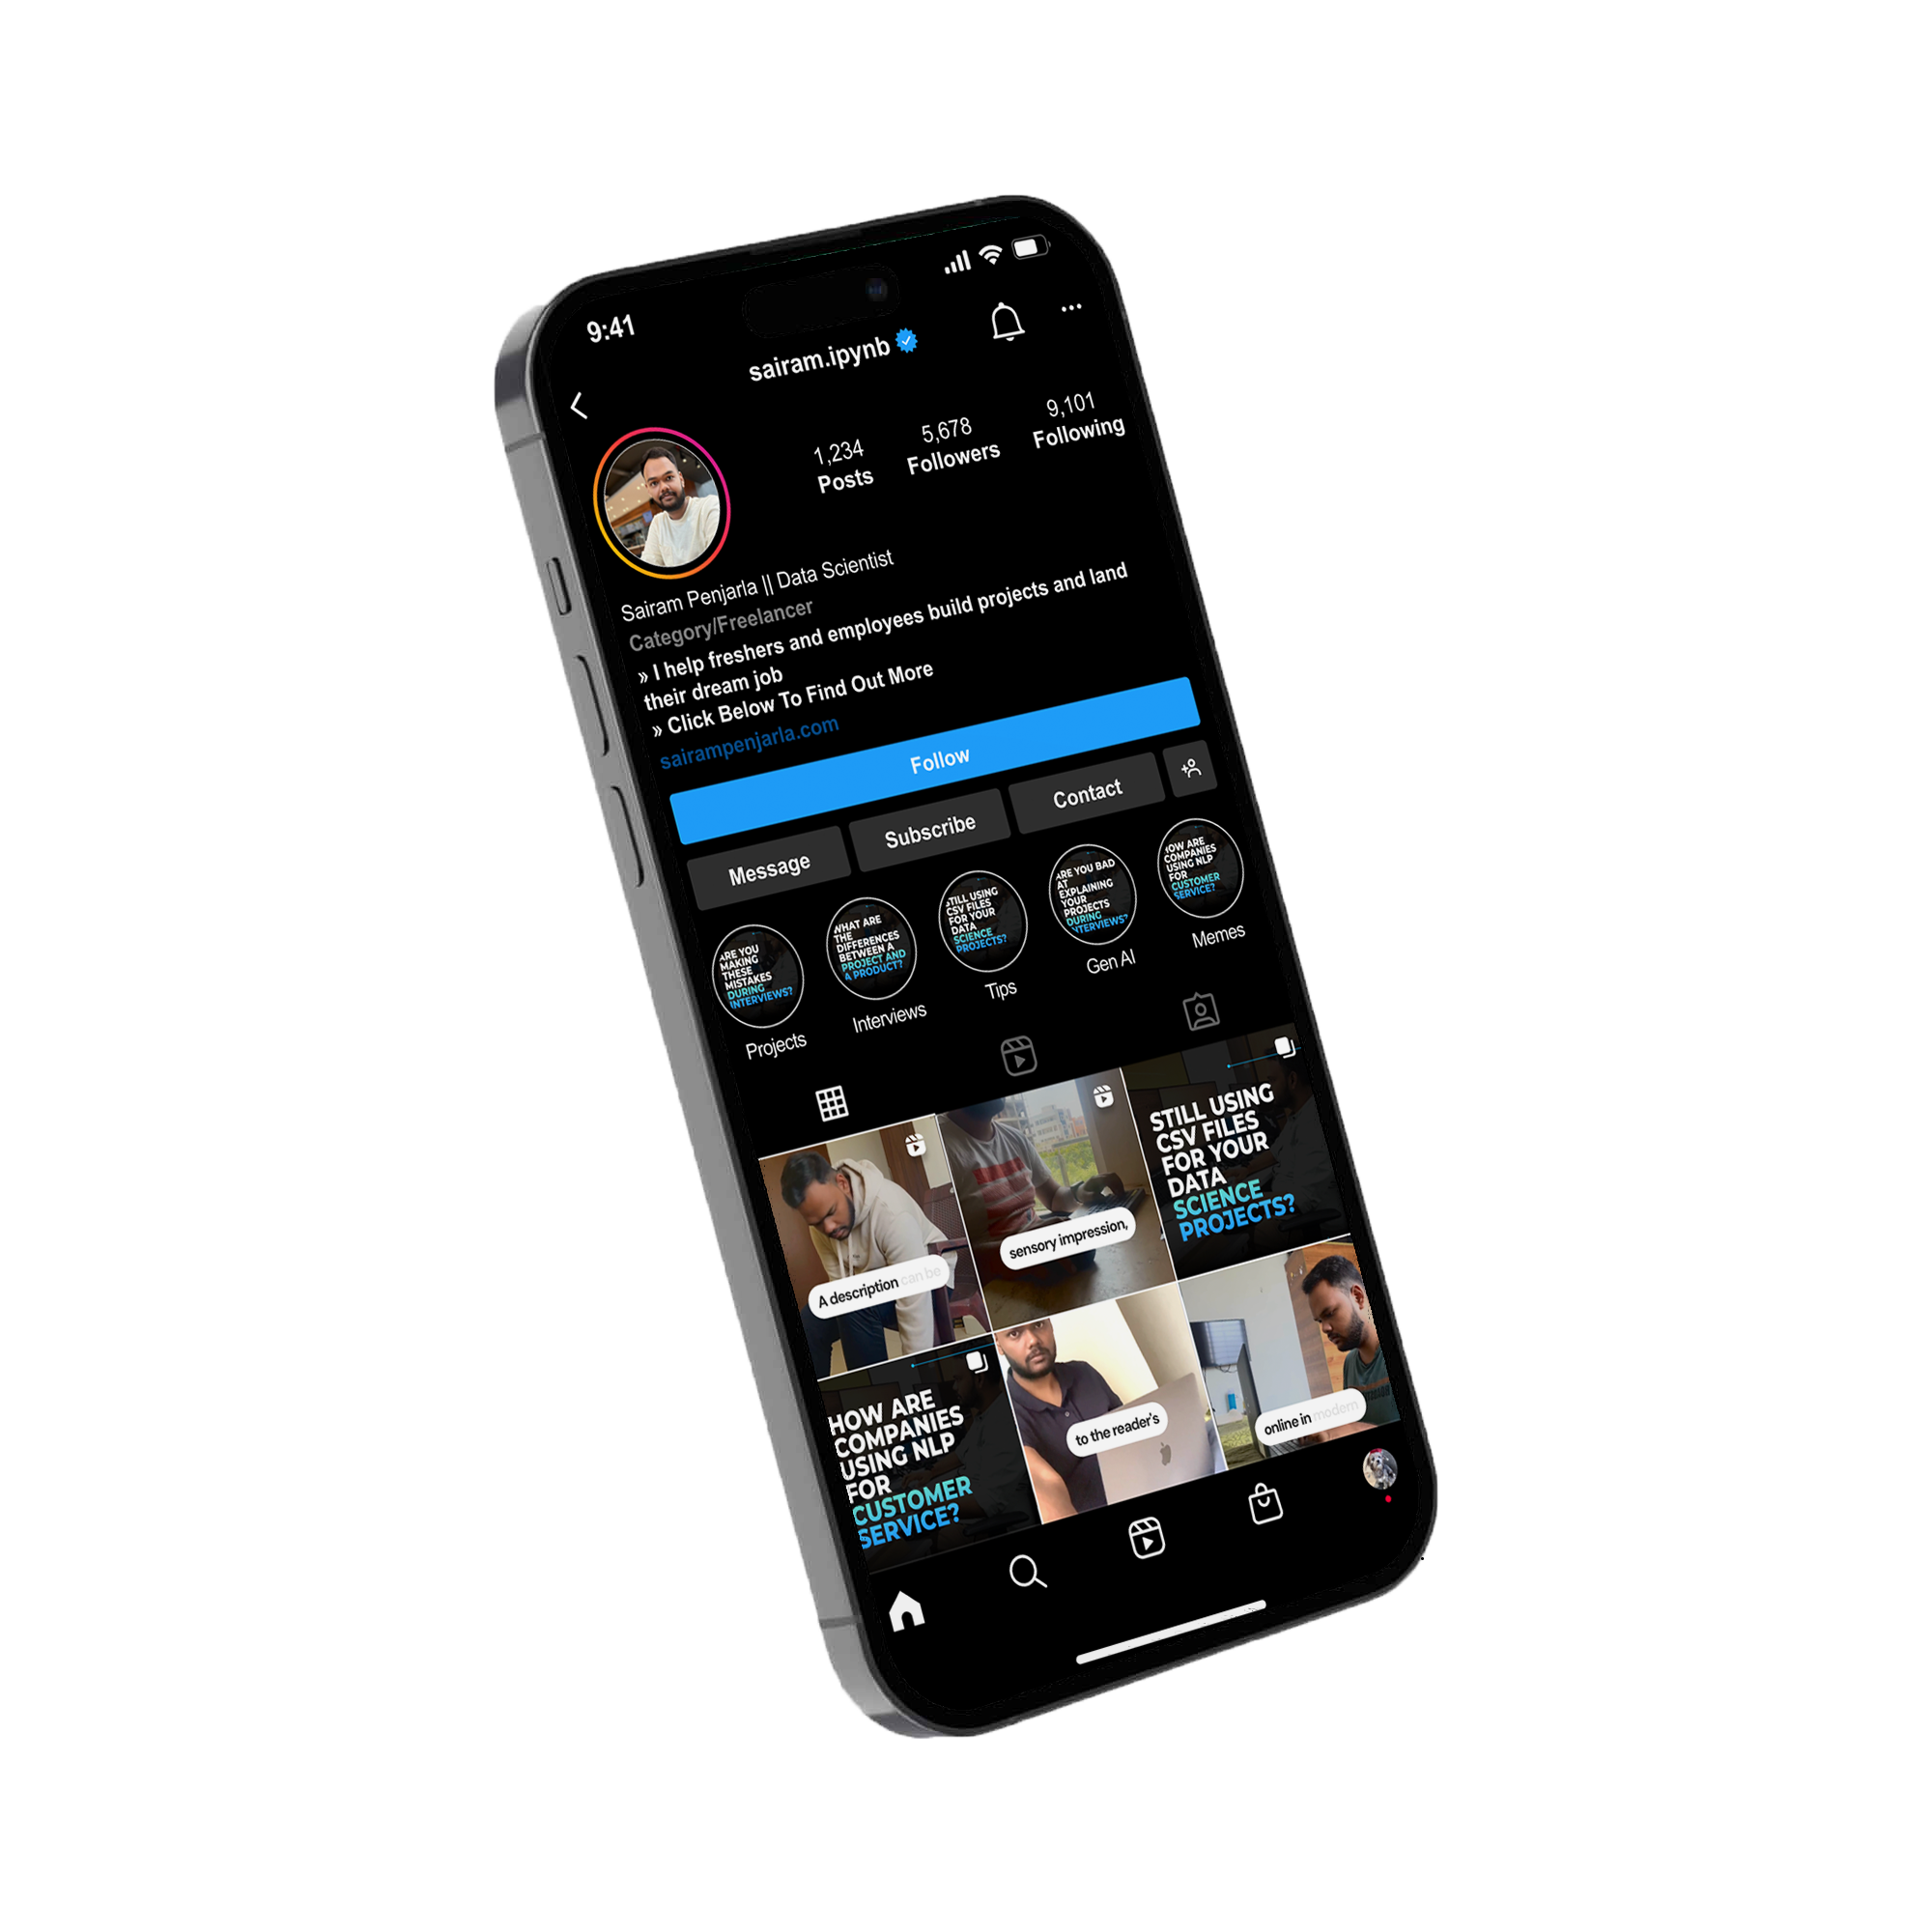 9:41
sairam.ipynb
1,234
Posts
5,678
Followers
9,101
Following
Sairam Penjarla || Data Scientist
Category/Freelancer
» I help freshers and employees build projects and land
their dream job
» Click Below To Find Out More
sairampenjarla.com
Follow
Message
Subscribe
Contact
ARE YOU
MAKING
THESE
MISTAKES
DURING
INTERVIEWS?
Projects
WHAT ARE
THE
DIFFERENCES
BETWEEN A
PROJECT AND
A PRODUCT?
Interviews
STILL USING
CSV FILES
FOR YOUR
DATA
SCIENCE
PROJECTS?
Tips
ARE YOU BAD
AT
EXPLAINING
YOUR
PROJECTS
DURING
INTERVIEWS?
Gen AI
HOW ARE
COMPANIES
USING NLP
FOR
CUSTOMER
SERVICE?
Memes
A description can be
sensory impression,
STILL USING
CSV FILES
FOR YOUR
DATA
SCIENCE
PROJECTS?
HOW ARE
COMPANIES
USING NLP
FOR
CUSTOMER
SERVICE?
to the reader's
online in modern